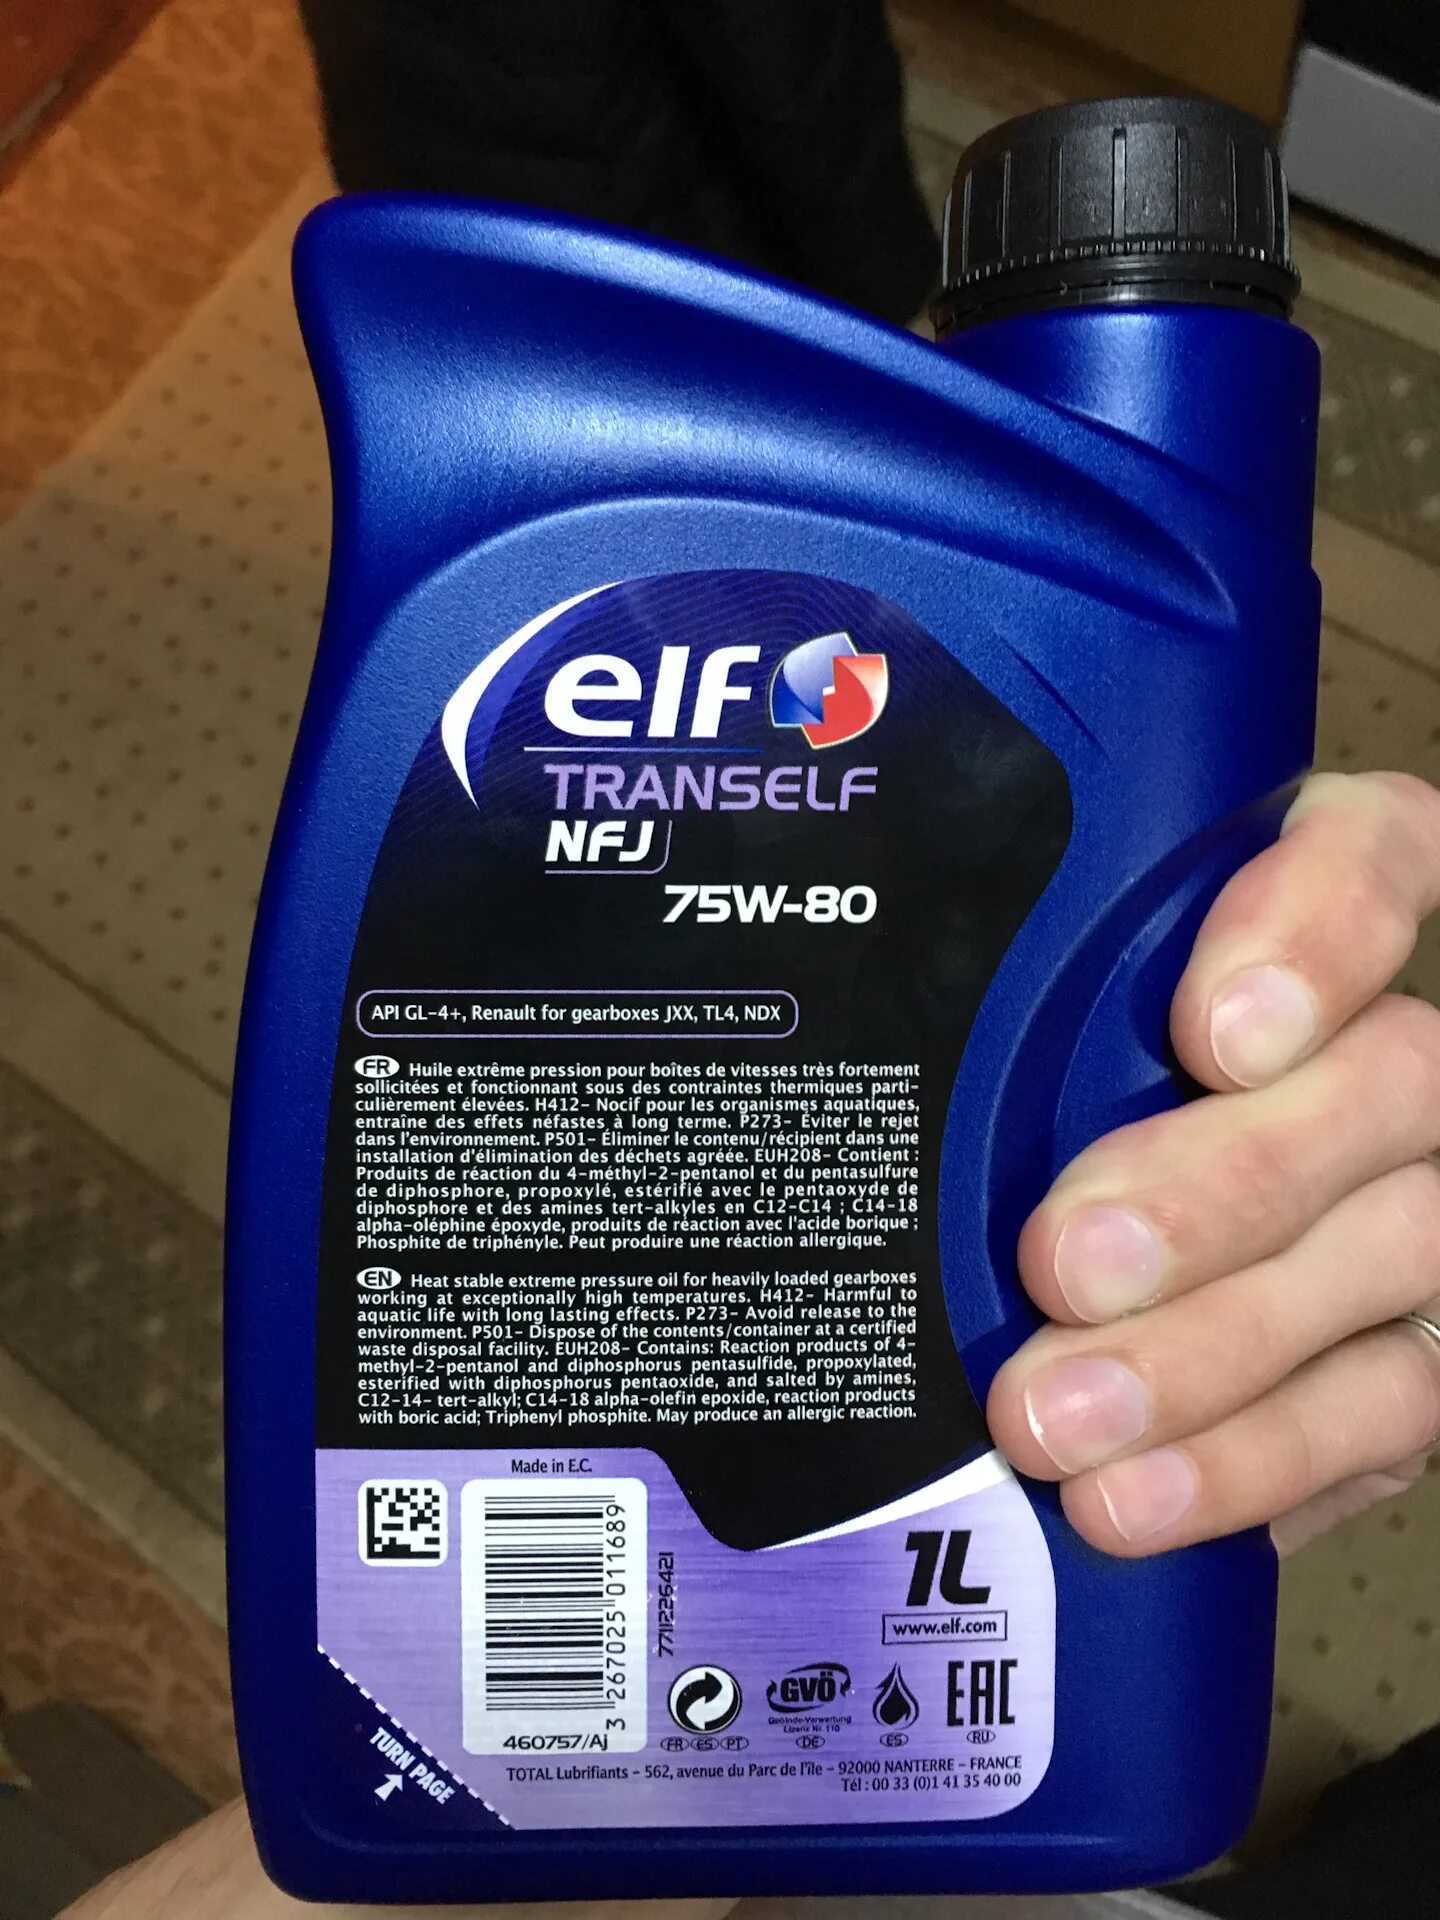 elf
TRANSELF
NFJ
75W-80
API GL-4+, Renault for gearboxes JXX, TL4, NDX
FR Huile extrême pression pour boîtes de vitesses très fortement
sollicitées et fonctionnant sous des contraintes thermiques parti-
culièrement élevées. H412- Nocif pour les organismes aquatiques,
entraîne des effets néfastes à long terme. P273- Éviter le rejet
dans l'environnement. P501- Éliminer le contenu/récipient dans une
installation d'élimination des déchets agréée. EUH208- Contient :
Produits de réaction du 4-méthyl-2-pentanol et du pentasulfure
de diphosphore, propoxylé, estérifié avec le pentaoxyde de
diphosphore et des amines tert-alkyles en C12-C14 ; C14-18
alpha-oléphine époxyde, produits de réaction avec l'acide borique ;
Phosphite de triphényle. Peut produire une réaction allergique.
EN Heat stable extreme pressure oil for heavily loaded gearboxes
working at exceptionally high temperatures. H412- Harmful to
aquatic life with long lasting effects. P273- Avoid release to the
environment. P501- Dispose of the contents/container at a certified
waste disposal facility. EUH208- Contains: Reaction products of 4-
methyl-2-pentanol and diphosphorus pentasulfide, propoxylated,
esterified with diphosphorus pentaoxide, and salted by amines,
C12-14- tert-alkyl; C14-18 alpha-olefin epoxide, reaction products
with boric acid; Triphenyl phosphite. May produce an allergic reaction.
Made in E.C.
3 267025 011689
7711226421
460757/AJ
1L
www.elf.com
GVÖ
Gebinde-Verwertung
Lizenz Nr. 110
EAC
FR ES PT
DE
ES
RU
TURN PAGE
TOTAL Lubrifiants - 562, avenue du Parc de l'île - 92000 NANTERRE - FRANCE
Tél : 00 33 (0)1 41 35 40 00